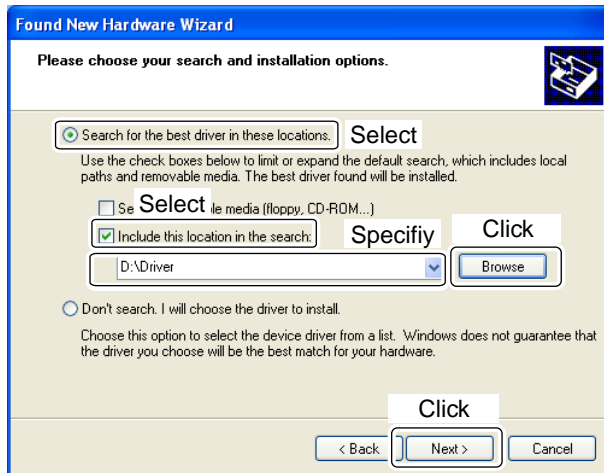 Found New Hardware Wizard
Please choose your search and installation options.
Search for the best driver in these locations. Select
Use the check boxes below to limit or expand the default search, which includes local
paths and removable media. The best driver found will be installed.
Select media (floppy, CD-ROM...)
Include this location in the search: Specifiy Click
D:\Driver Browse
Don't search. I will choose the driver to install.
Choose this option to select the device driver from a list. Windows does not guarantee that
the driver you choose will be the best match for your hardware.
Click
< Back Next > Cancel